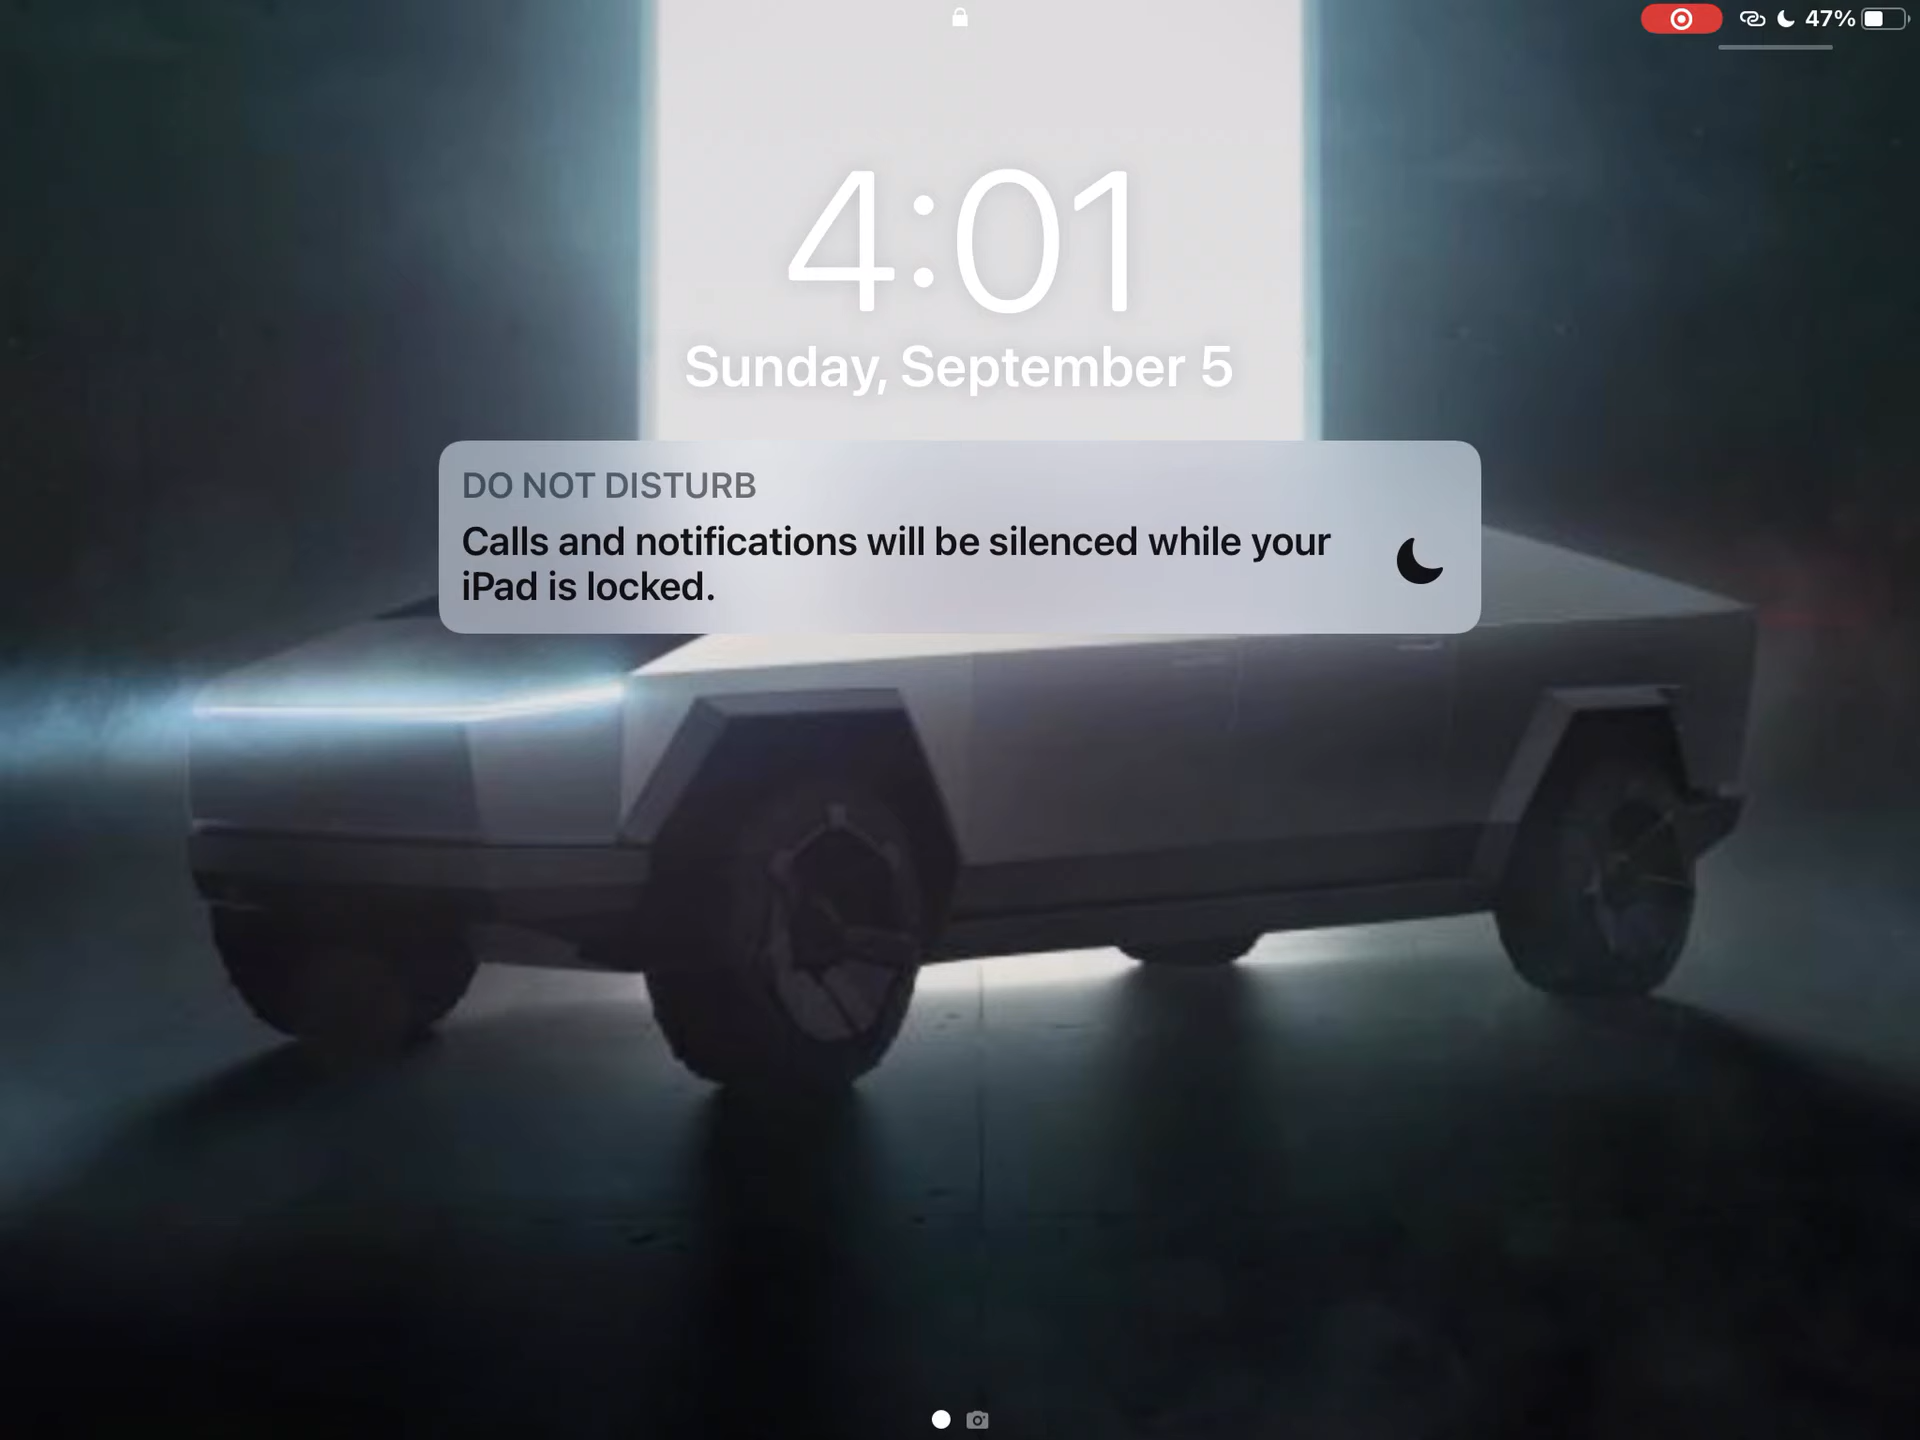 47%
4:01
Sunday, September 5
DO NOT DISTURB
Calls and notifications will be silenced while your
iPad is locked.